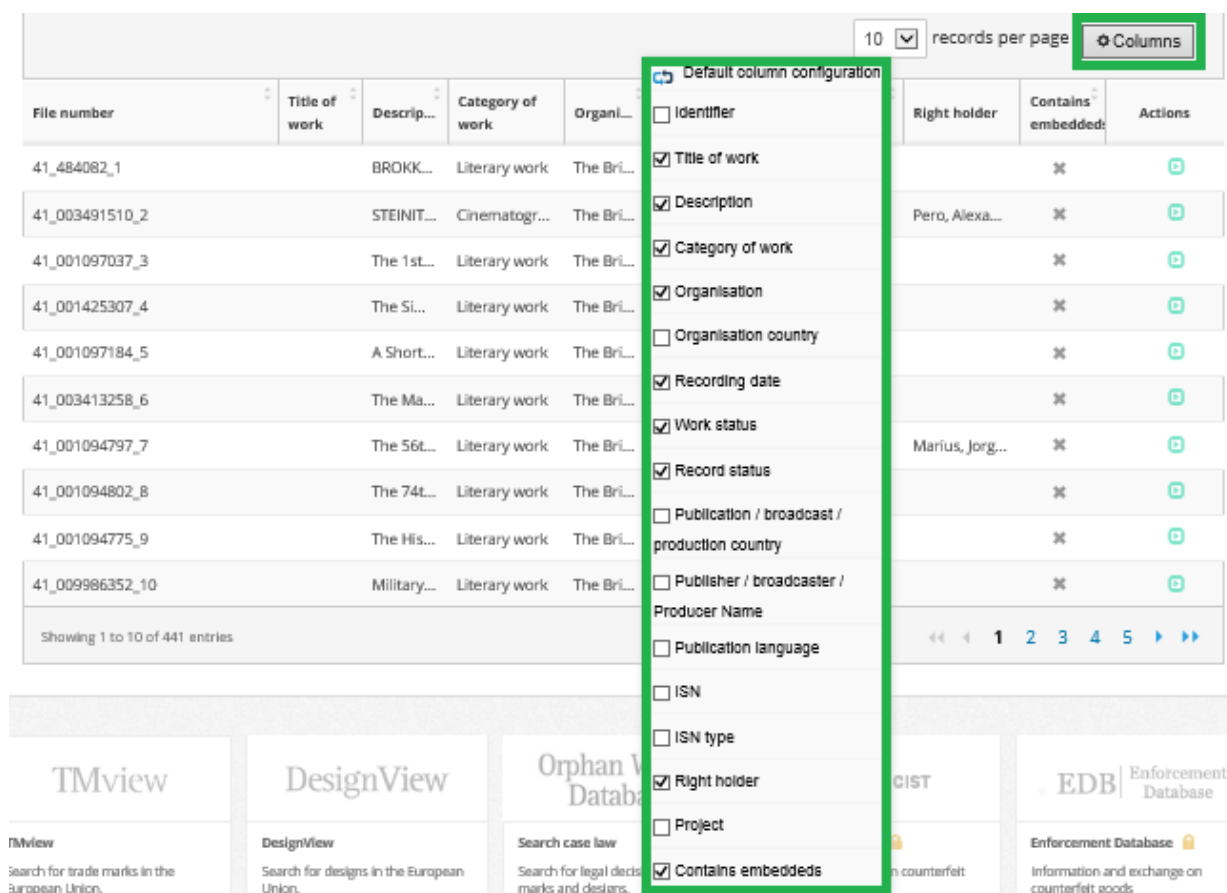 10 records per page Columns
Default column configuration
Identifier
Title of work
Description
Category of work
Organisation
Organisation country
Recording date
Work status
Record status
Publication / broadcast /
production country
Publisher / broadcaster /
Producer Name
Publication language
ISN
ISN type
Right holder
Project
Contains embeddeds
File number Title of work Descrip... Category of work Organi... Right holder Contains embeddeds Actions
41_484082_1 BROKK... Literary work The Bri...
41_003491510_2 STEINIT... Cinematogr... The Bri... Pero, Alexa...
41_001097037_3 The 1st... Literary work The Bri...
41_001425307_4 The Si... Literary work The Bri...
41_001097184_5 A Short... Literary work The Bri...
41_003413258_6 The Ma... Literary work The Bri...
41_001094797_7 The 56t... Literary work The Bri... Marius, Jorg...
41_001094802_8 The 74t... Literary work The Bri...
41_001094775_9 The His... Literary work The Bri...
41_009986352_10 Military... Literary work The Bri...
Showing 1 to 10 of 441 entries 1 2 3 4 5
TMview
TMview
Search for trade marks in the
European Union.
DesignView
DesignView
Search for designs in the European
Union.
Orphan
Search case law
Search for legal
marks and designs.
counterfeit
EDB Enforcement
Database
Enforcement Database
Information and exchange on
counterfeit goods